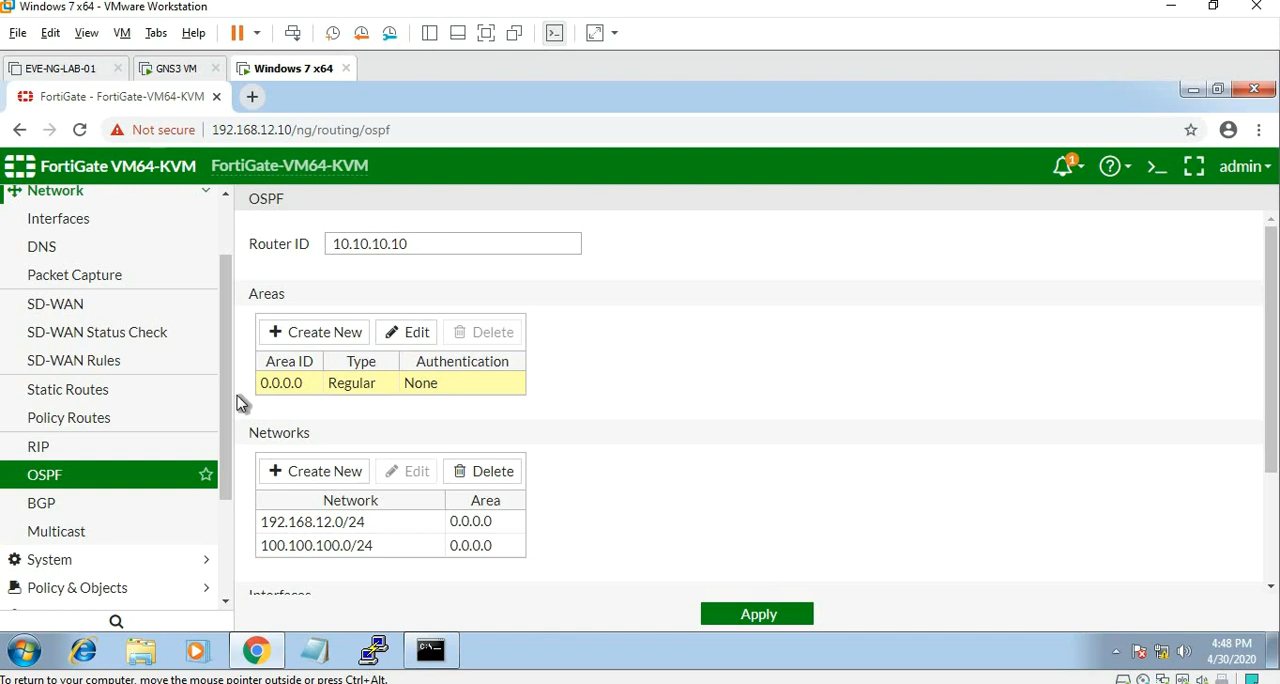 Windows 7 x64 - VMware Workstation
File Edit View VM Tabs Help
EVE-NG-LAB-01 GNS3 VM Windows 7 x64
FortiGate - FortiGate-VM64-KVM
Not secure 192.168.12.10/ng/routing/ospf
FortiGate VM64-KVM FortiGate-VM64-KVM 1 admin
Network
Interfaces
DNS
Packet Capture
SD-WAN
SD-WAN Status Check
SD-WAN Rules
Static Routes
Policy Routes
RIP
OSPF
BGP
Multicast
System
Policy & Objects
OSPF
Router ID 10.10.10.10
Areas
Create New Edit Delete
Area ID Type Authentication
0.0.0.0 Regular None
Networks
Create New Edit Delete
Network Area
192.168.12.0/24 0.0.0.0
100.100.100.0/24 0.0.0.0
Interfaces
Apply
4:48 PM
4/30/2020
To return to your computer, move the mouse pointer outside or press Ctrl+Alt.